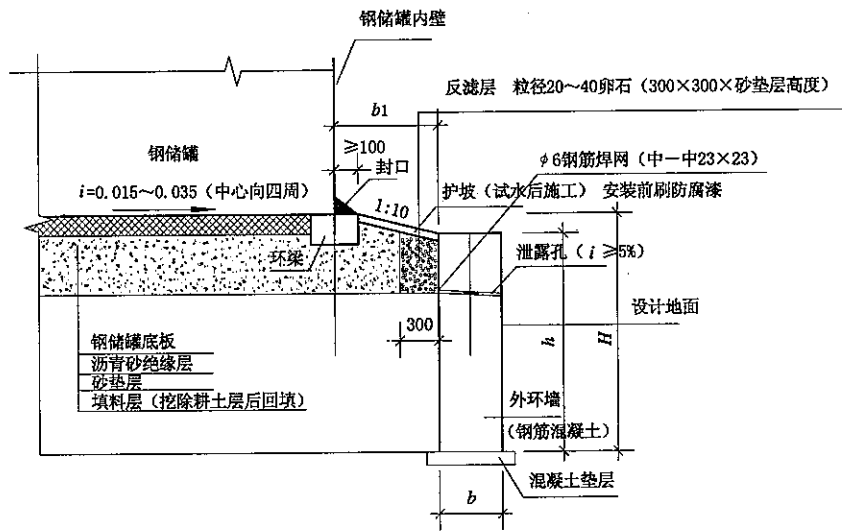 钢储罐内壁
反滤层 粒径20～40卵石（300×300×砂垫层高度）
b1
≥100
φ6钢筋焊网（中一中23×23）
钢储罐
封口
i=0.015～0.035（中心向四周）
护坡（试水后施工） 安装前刷防腐漆
1:10
环梁
泄露孔（i≥5%）
设计地面
300
h
H
钢储罐底板
沥青砂绝缘层
砂垫层
填料层（挖除耕土层后回填）
外环墙
（钢筋混凝土）
混凝土垫层
b